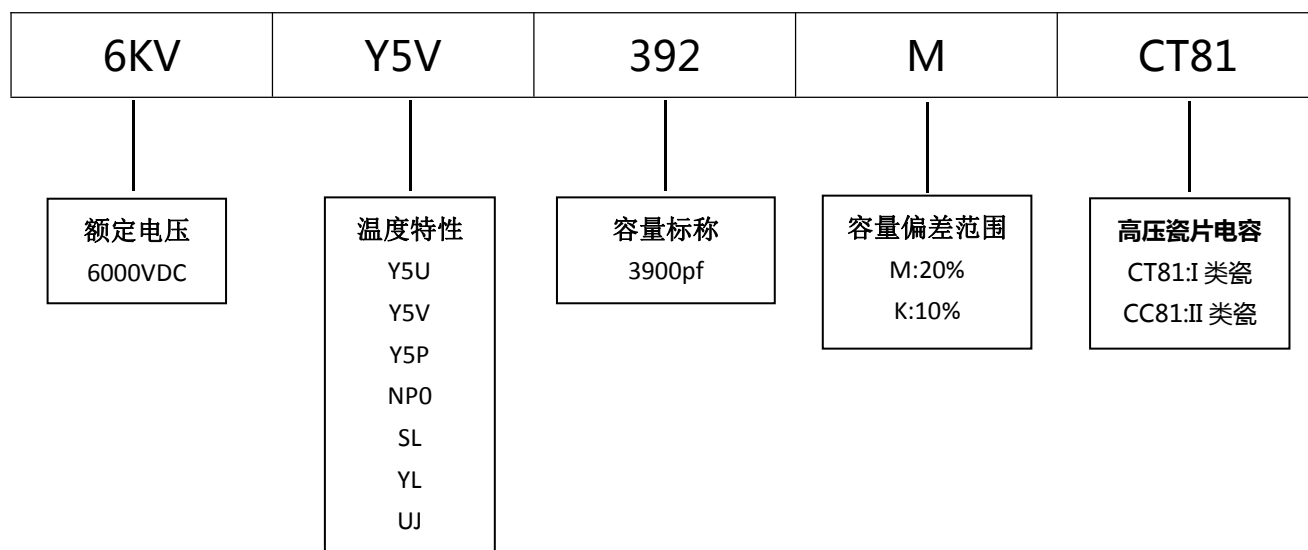 6KV
Y5V
392
M
CT81
额定电压
6000VDC
温度特性
Y5U
Y5V
Y5P
NP0
SL
YL
UJ
容量标称
3900pf
容量偏差范围
M:20%
K:10%
高压瓷片电容
CT81:I 类瓷
CC81:II 类瓷